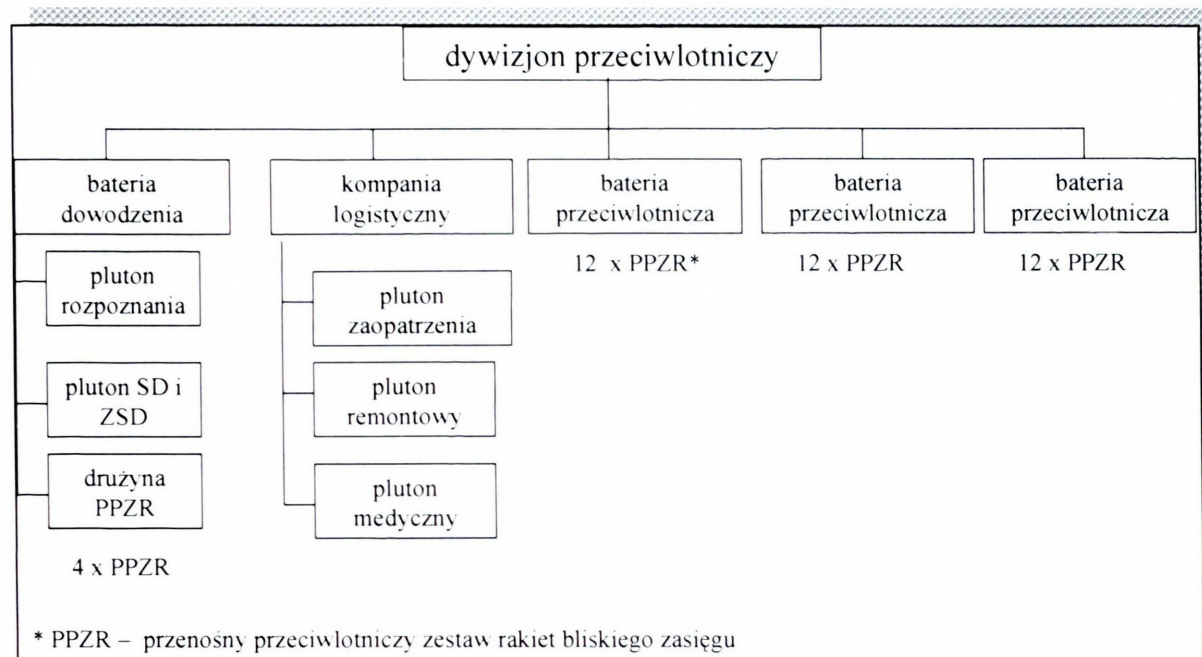 dywizjon przeciwlotniczy
bateria
dowodzenia
kompania
logistyczny
bateria
przeciwlotnicza
bateria
przeciwlotnicza
bateria
przeciwlotnicza
12 x PPZR*
12 x PPZR
12 x PPZR
pluton
rozpoznania
pluton SD i
ZSD
drużyna
PPZR
4 x PPZR
pluton
zaopatrzenia
pluton
remontowy
pluton
medyczny
* PPZR – przenośny przeciwlotniczy zestaw rakiet bliskiego zasięgu